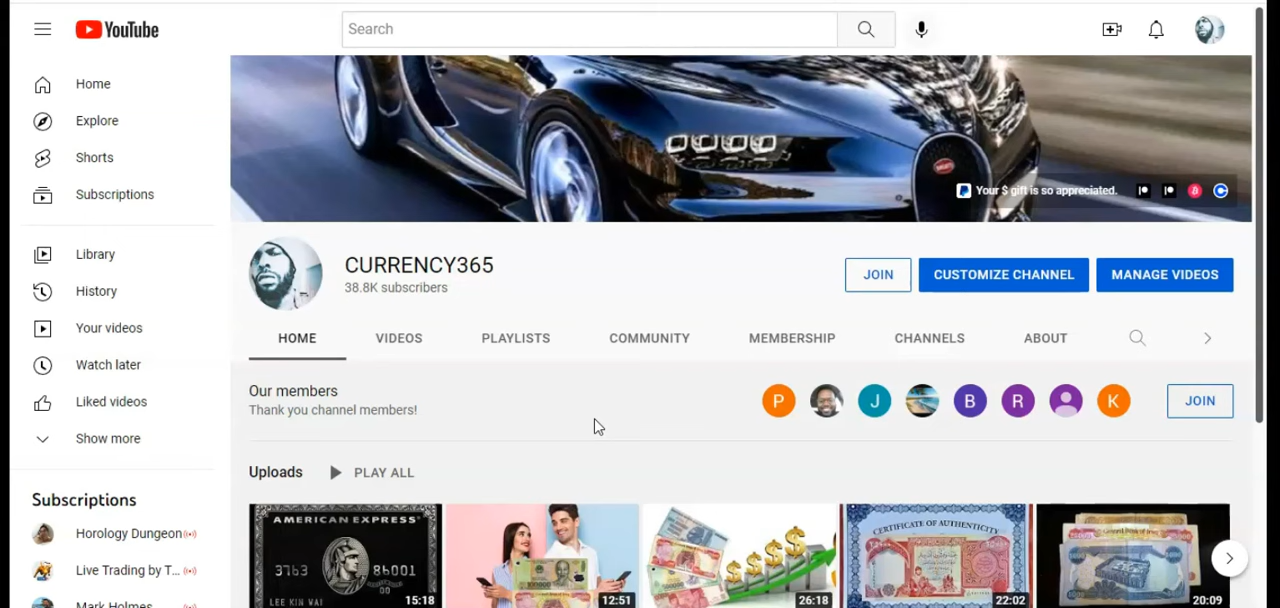 YouTube
Search
Home
Explore
Shorts
Subscriptions
Library
History
Your videos
Watch later
Liked videos
Show more
Subscriptions
Horology Dungeon
Live Trading by T...
Mark Holmes
Your $ gift is so appreciated.
CURRENCY365
38.8K subscribers
JOIN
CUSTOMIZE CHANNEL
MANAGE VIDEOS
HOME
VIDEOS
PLAYLISTS
COMMUNITY
MEMBERSHIP
CHANNELS
ABOUT
Our members
Thank you channel members!
P
J
B
R
K
JOIN
Uploads
PLAY ALL
AMERICAN EXPRESS
3763 86001
LEE KIN VAI
15:18
12:51
26:18
CERTIFICATE OF AUTHENTICITY
22:02
20:09